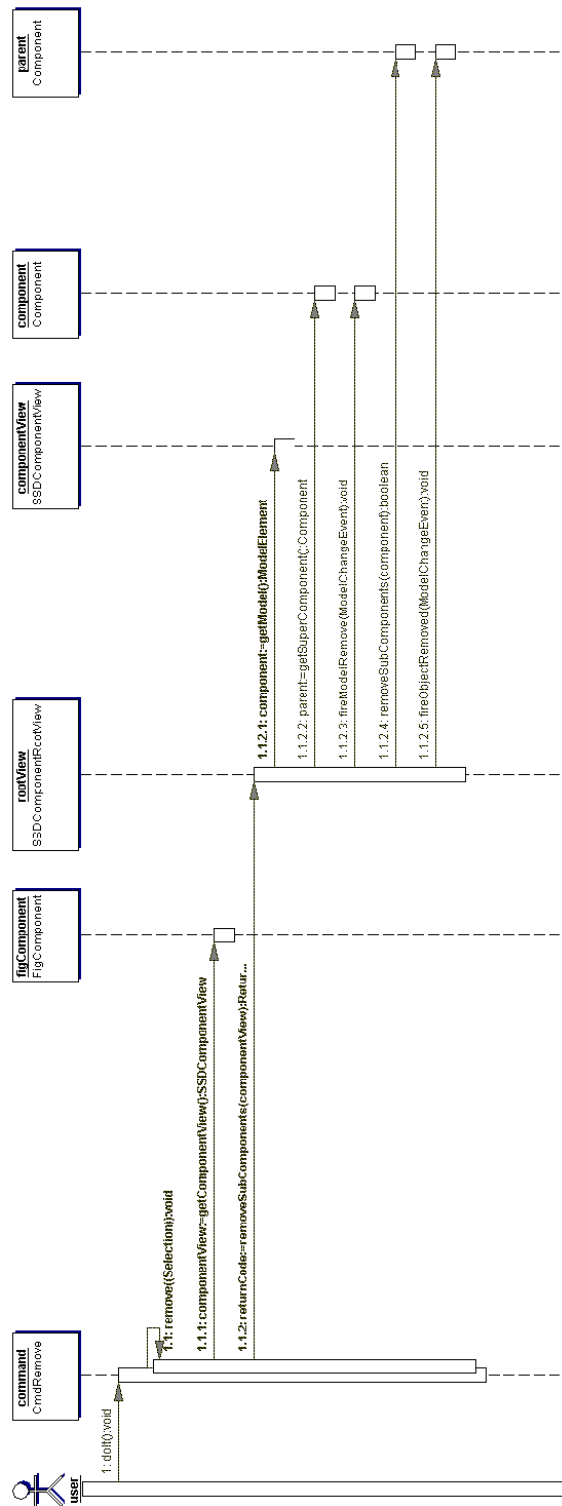 user
command
CmdRemove
figComponent
FigComponent
rootView
SSDComponentRootView
componentView
SSDComponentView
component
Component
parent
Component
1: doIt():void
1.1: remove((Selection)):void
1.1.1: componentView:=getComponentView():SSDComponentView
1.1.2: returnCode:=removeSubComponents(componentView):Retur...
1.1.2.1: component:=getModel():ModelElement
1.1.2.2: parent:=getSuperComponent():Component
1.1.2.3: fireModelRemove(ModelChangeEvent):void
1.1.2.4: removeSubComponents(component):boolean
1.1.2.5: fireObjectRemoved(ModelChangeEven):void